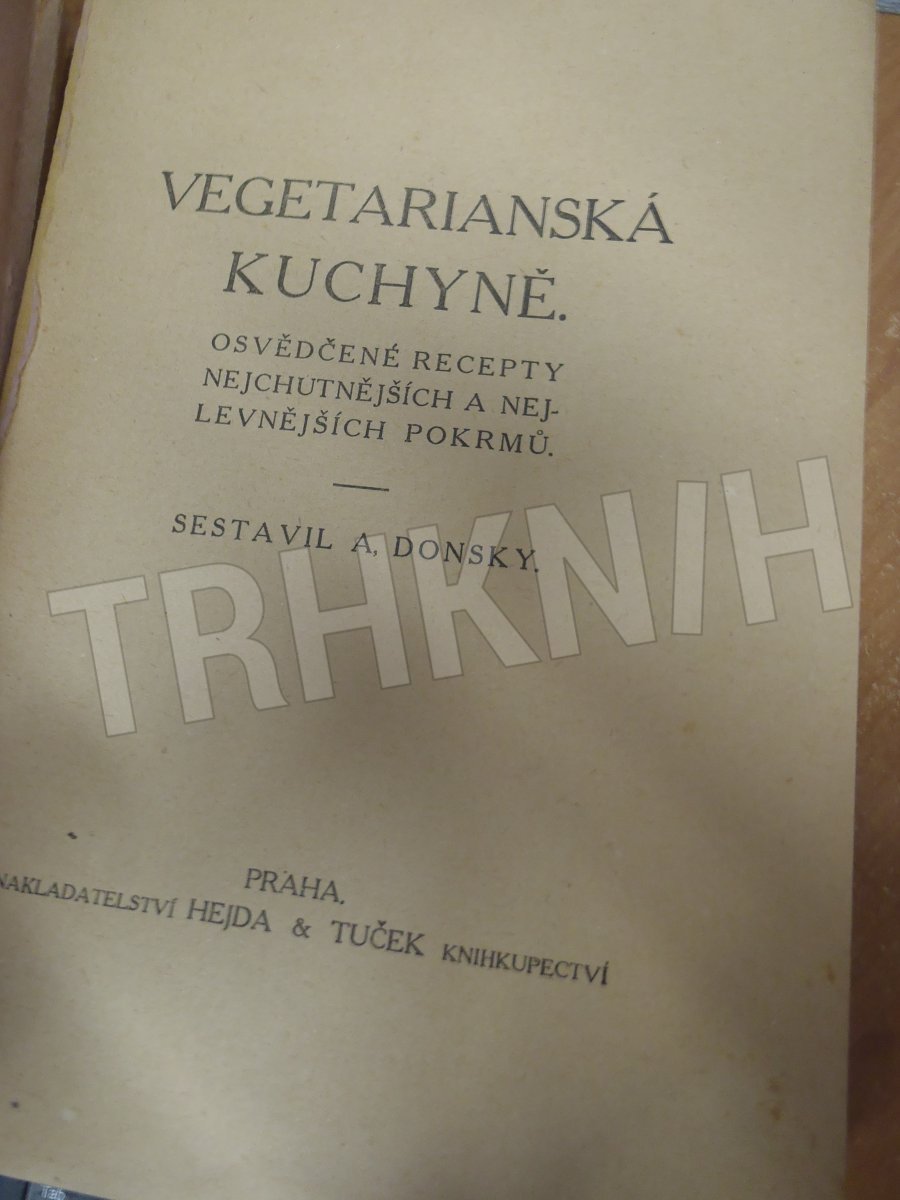 VEGETARIANSKÁ
KUCHYNĚ.
OSVĚDČENÉ RECEPTY
NEJCHUTNĚJŠÍCH A NEJ-
LEVNĚJŠÍCH POKRMŮ.
SESTAVIL A. DONSKY.
TRHKNIH
PRAHA.
NAKLADATELSTVÍ HEJDA & TUČEK KNIHKUPECTVÍ